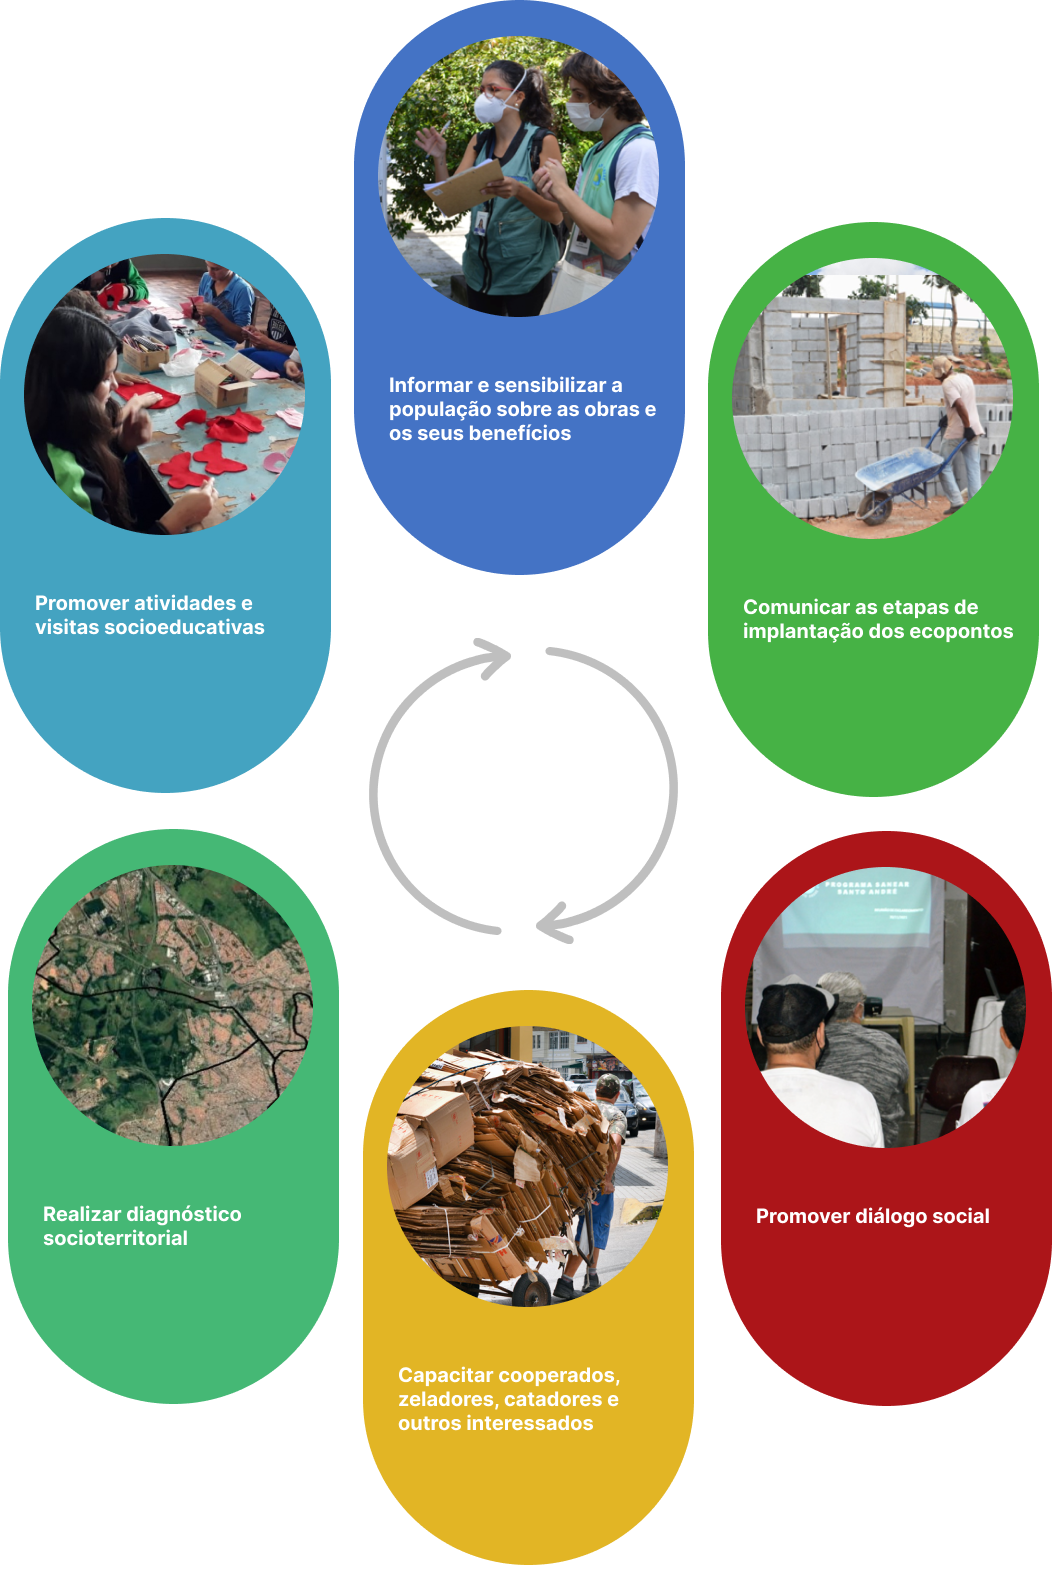 Informar e sensibilizar a
população sobre as obras e
os seus benefícios
Promover atividades e
visitas socioeducativas
Comunicar as etapas de
implantação dos ecopontos
PROGRAMA SANEAR
SANTO ANDRÉ
Realizar diagnóstico
socioterritorial
Promover diálogo social
Capacitar cooperados,
zeladores, catadores e
outros interessados